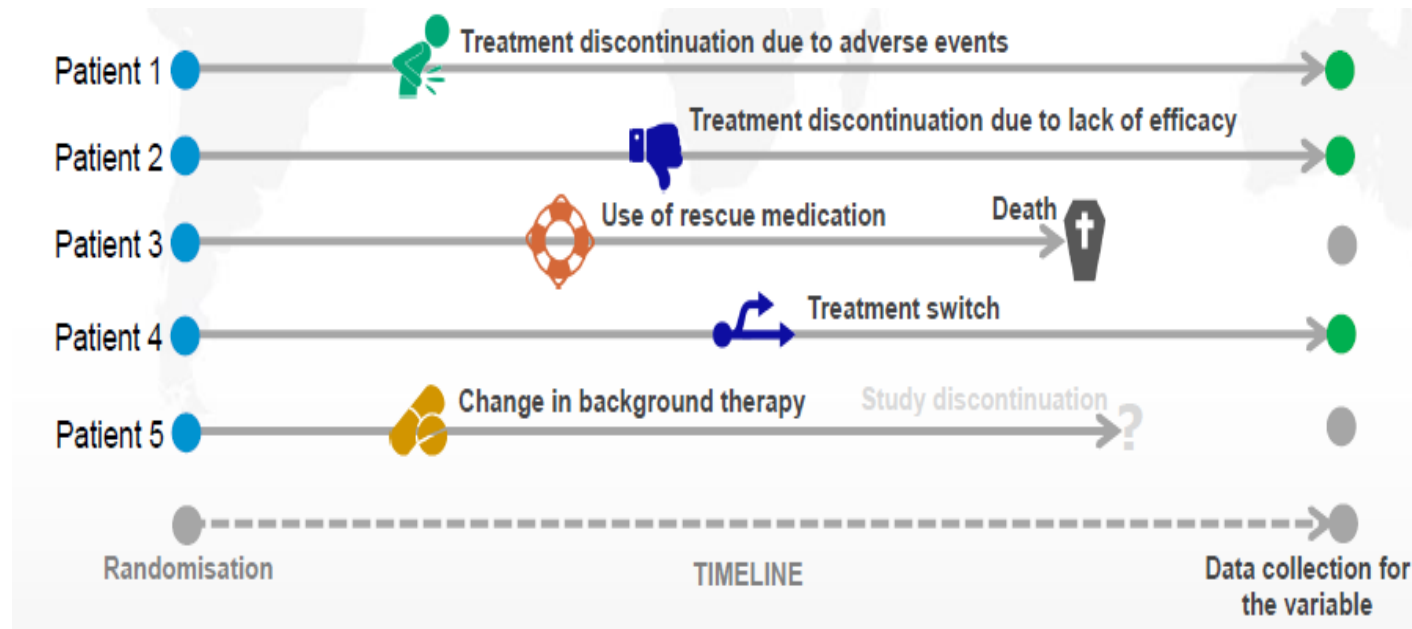 Patient 1
Treatment discontinuation due to adverse events
Patient 2
Treatment discontinuation due to lack of efficacy
Patient 3
Use of rescue medication
Death
Patient 4
Treatment switch
Patient 5
Change in background therapy
Study discontinuation
?
Randomisation
TIMELINE
Data collection for
the variable